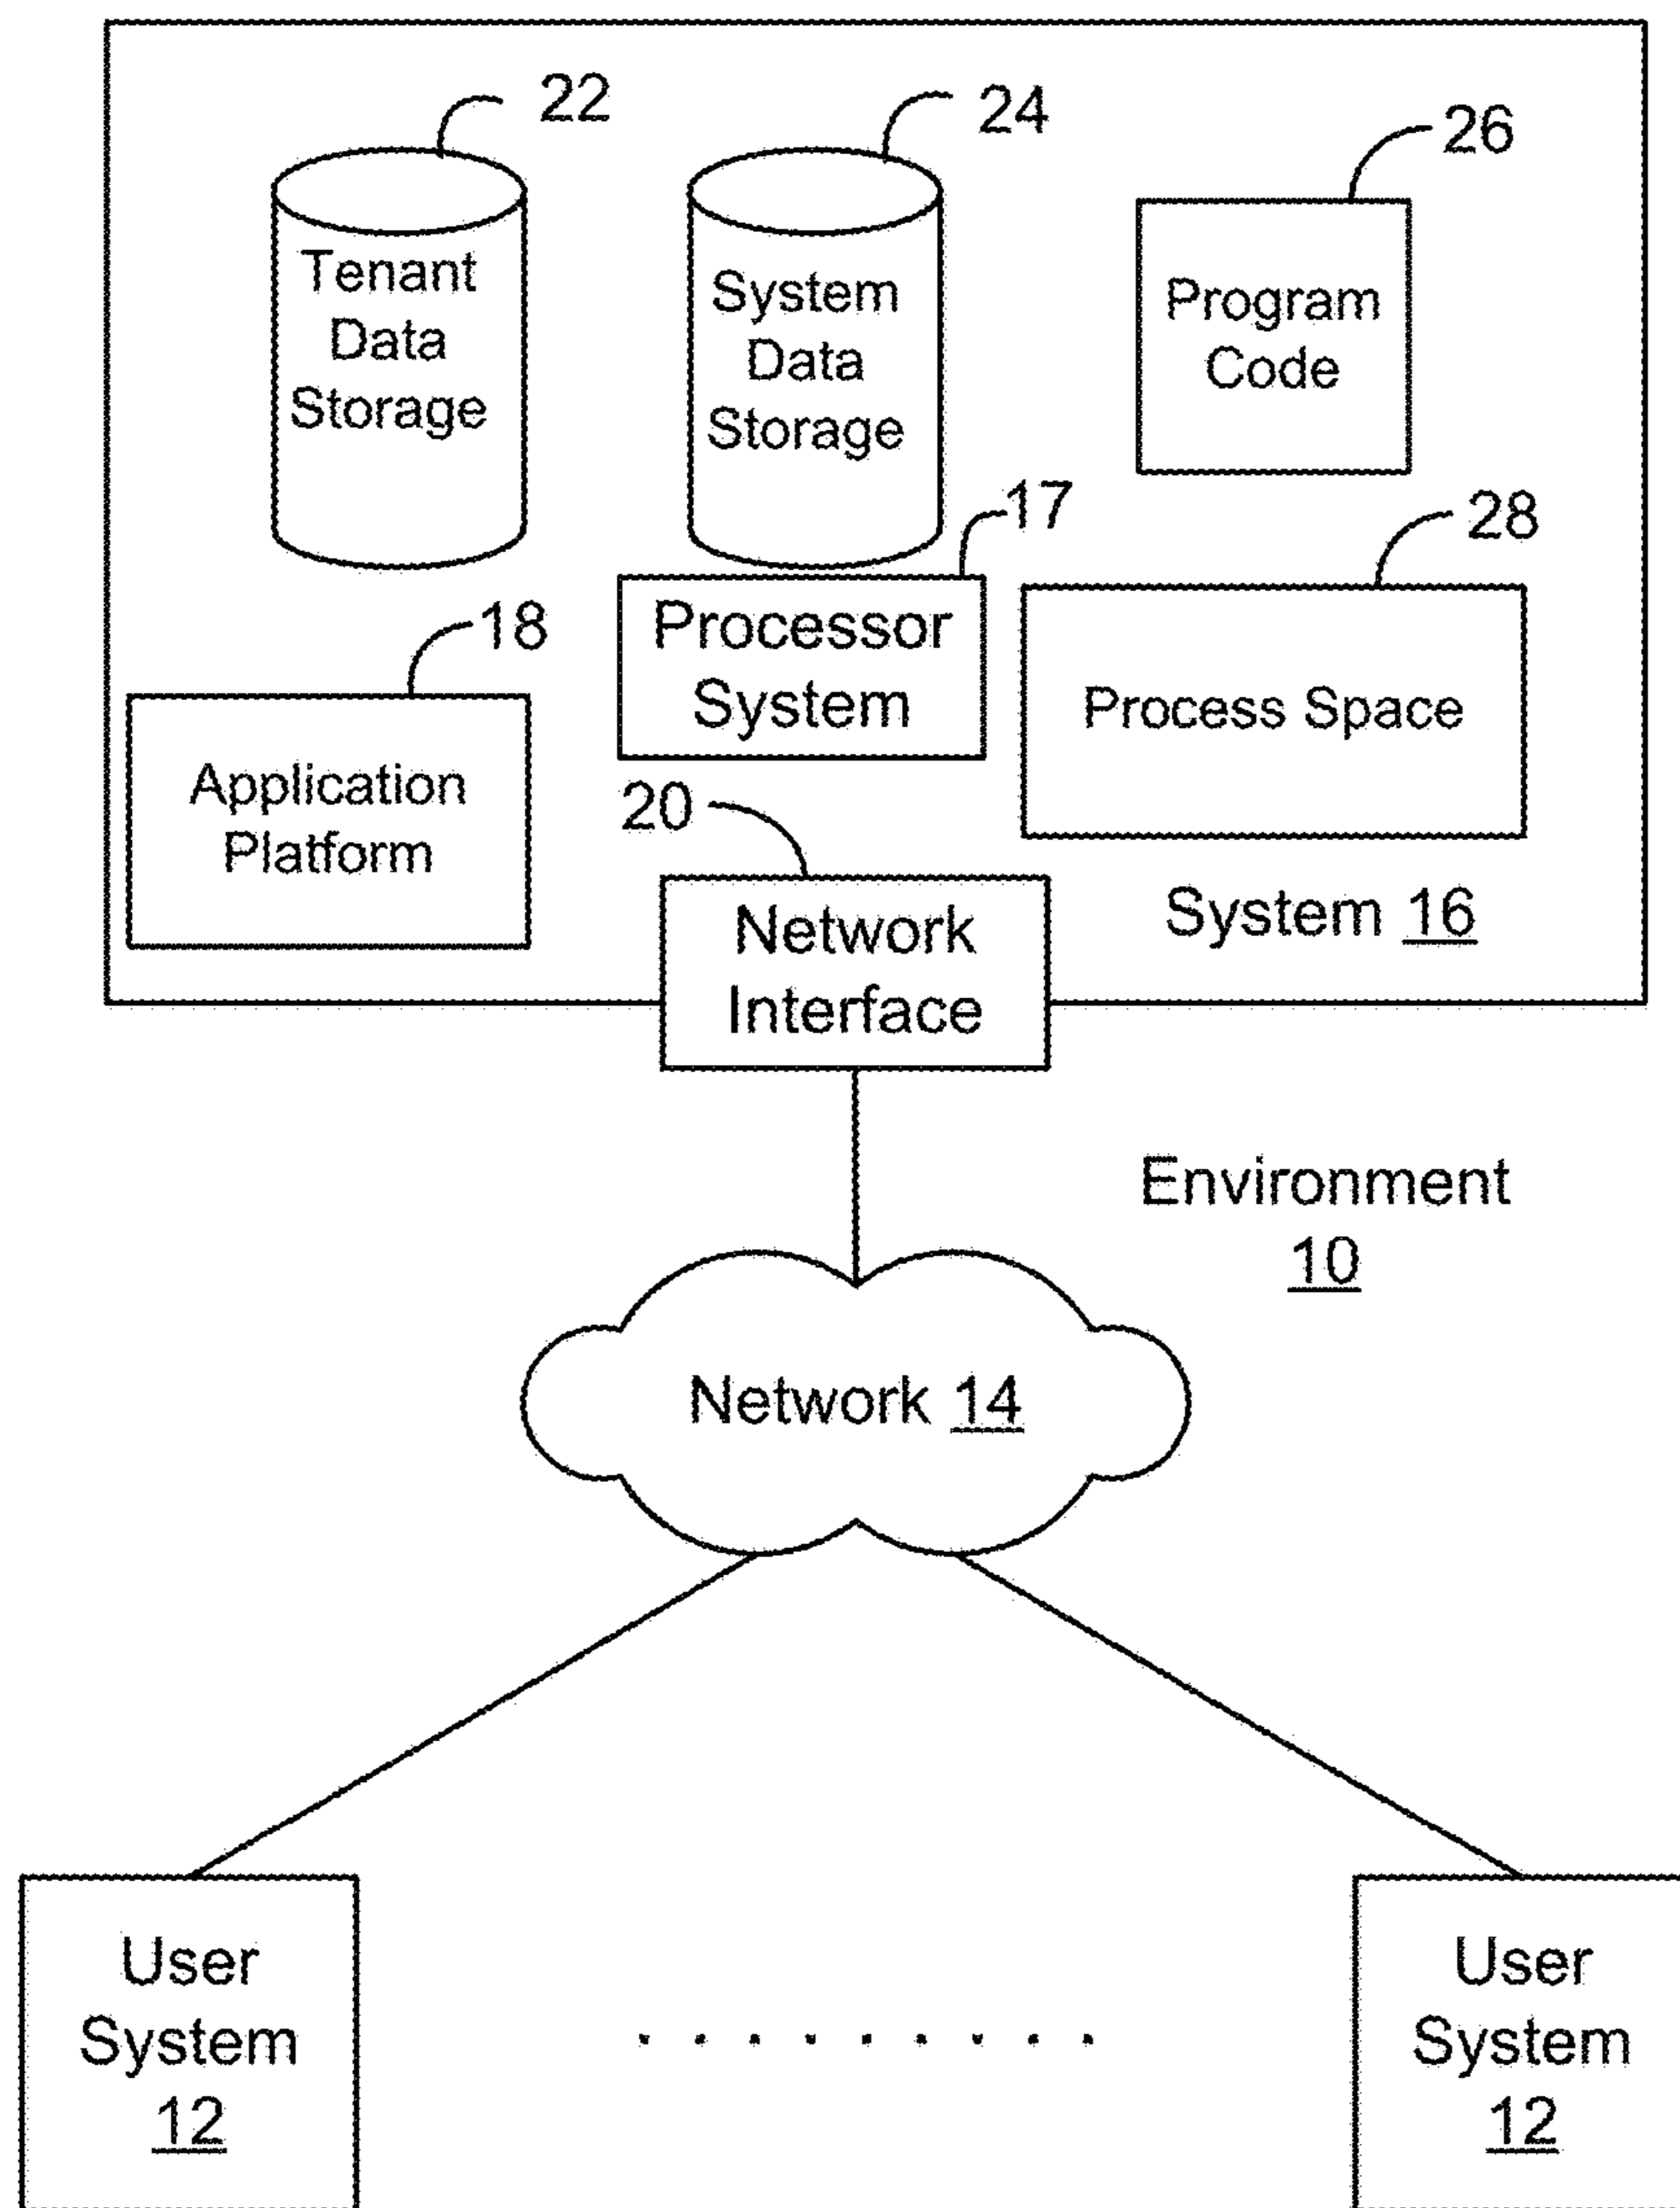 22
24
26
Tenant
Data
Storage
System
Data
Storage
Program
Code
17
28
18
Processor
System
Process Space
Application
Platform
20
Network
Interface
System 16
Environment
10
Network 14
User
System
12
. . . . . . . . .
User
System
12